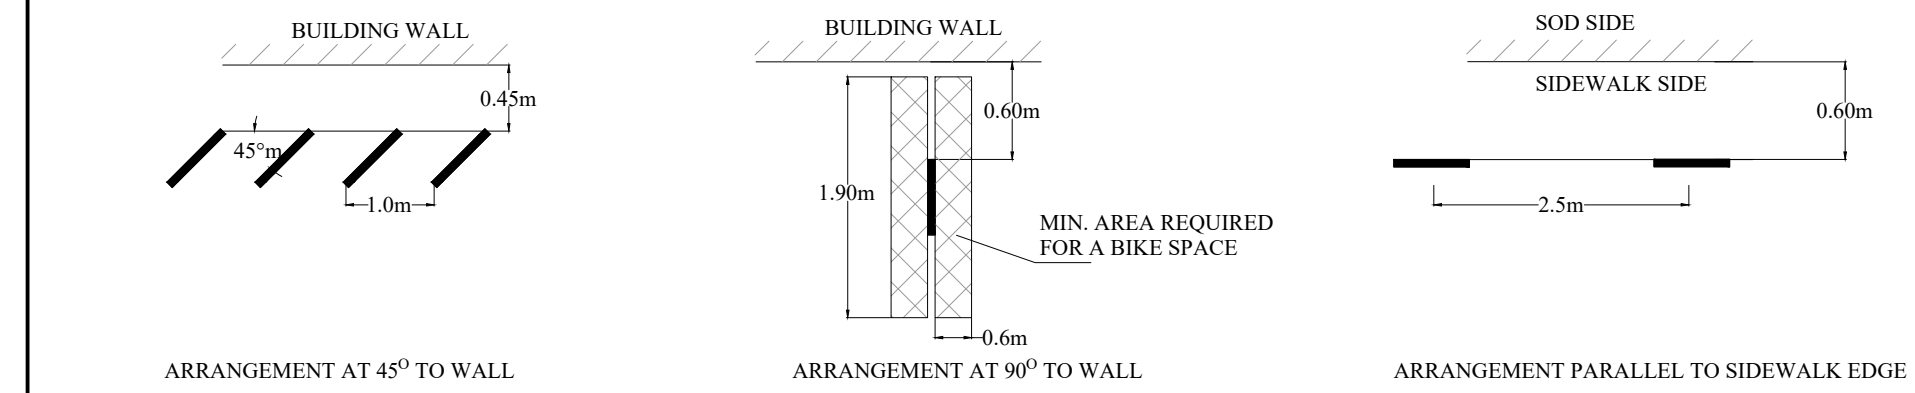 BUILDING WALL
0.45m
45°m
1.0m
ARRANGEMENT AT 45° TO WALL
BUILDING WALL
0.60m
1.90m
MIN. AREA REQUIRED
FOR A BIKE SPACE
0.6m
ARRANGEMENT AT 90° TO WALL
SOD SIDE
SIDEWALK SIDE
0.60m
2.5m
ARRANGEMENT PARALLEL TO SIDEWALK EDGE